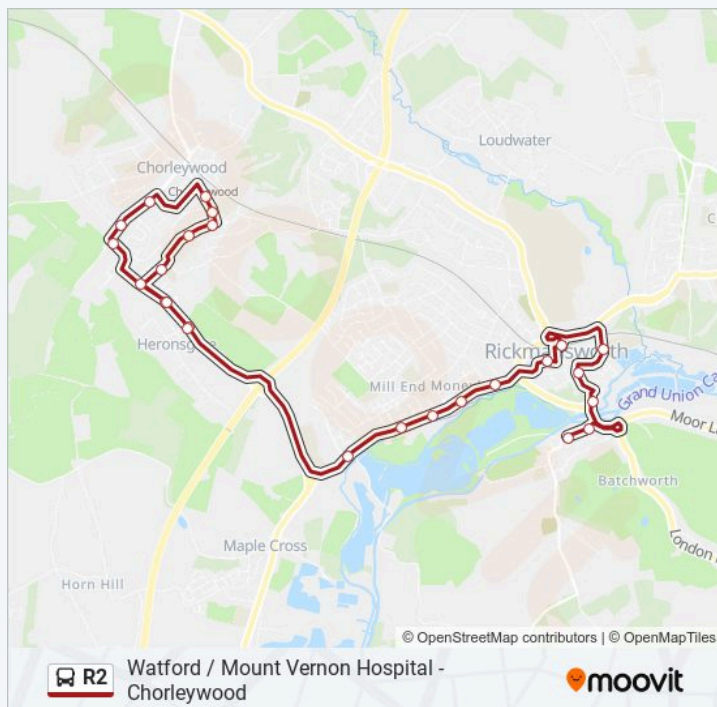 Loudwater
Chorleywood
Heronsgate
Rickmansworth
Mill End
Grand Union Ca
Moor L
Batchworth
London
Maple Cross
Horn Hill
© OpenStreetMap contributors | © OpenMapTiles
R2
Watford / Mount Vernon Hospital -
Chorleywood
moovit